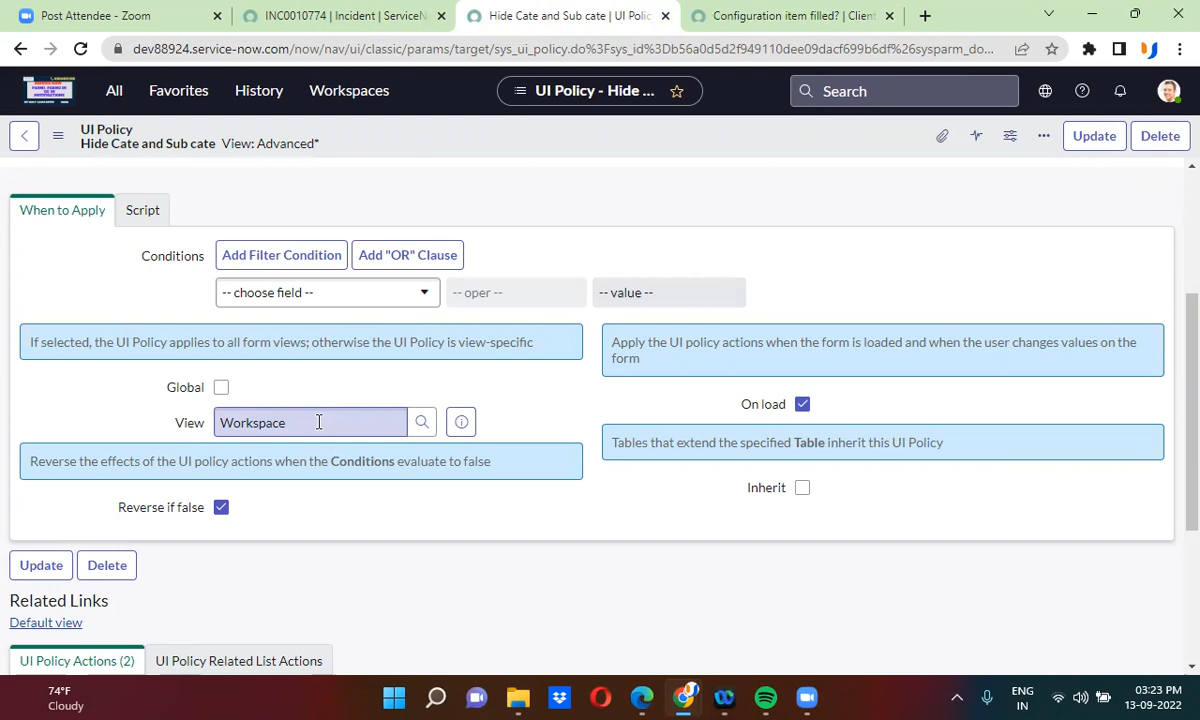 Post Attendee - Zoom
INC0010774 | Incident | ServiceN
Hide Cate and Sub cate | UI Polic
Configuration item filled? | Client
dev88924.service-now.com/now/nav/ui/classic/params/target/sys_ui_policy.do%3Fsys_id%3Db56a0d5d2f949110dee09dacf699b6df%26sysparm_do...
All
Favorites
History
Workspaces
UI Policy - Hide ...
Search
UI Policy
Hide Cate and Sub cate View: Advanced*
Update
Delete
When to Apply
Script
Conditions
Add Filter Condition
Add "OR" Clause
-- choose field --
-- oper --
-- value --
If selected, the UI Policy applies to all form views; otherwise the UI Policy is view-specific
Apply the UI policy actions when the form is loaded and when the user changes values on the
form
Global
On load
View
Workspace
Tables that extend the specified Table inherit this UI Policy
Reverse the effects of the UI policy actions when the Conditions evaluate to false
Inherit
Reverse if false
Update
Delete
Related Links
Default view
UI Policy Actions (2)
UI Policy Related List Actions
74°F
Cloudy
ENG
IN
03:23 PM
13-09-2022